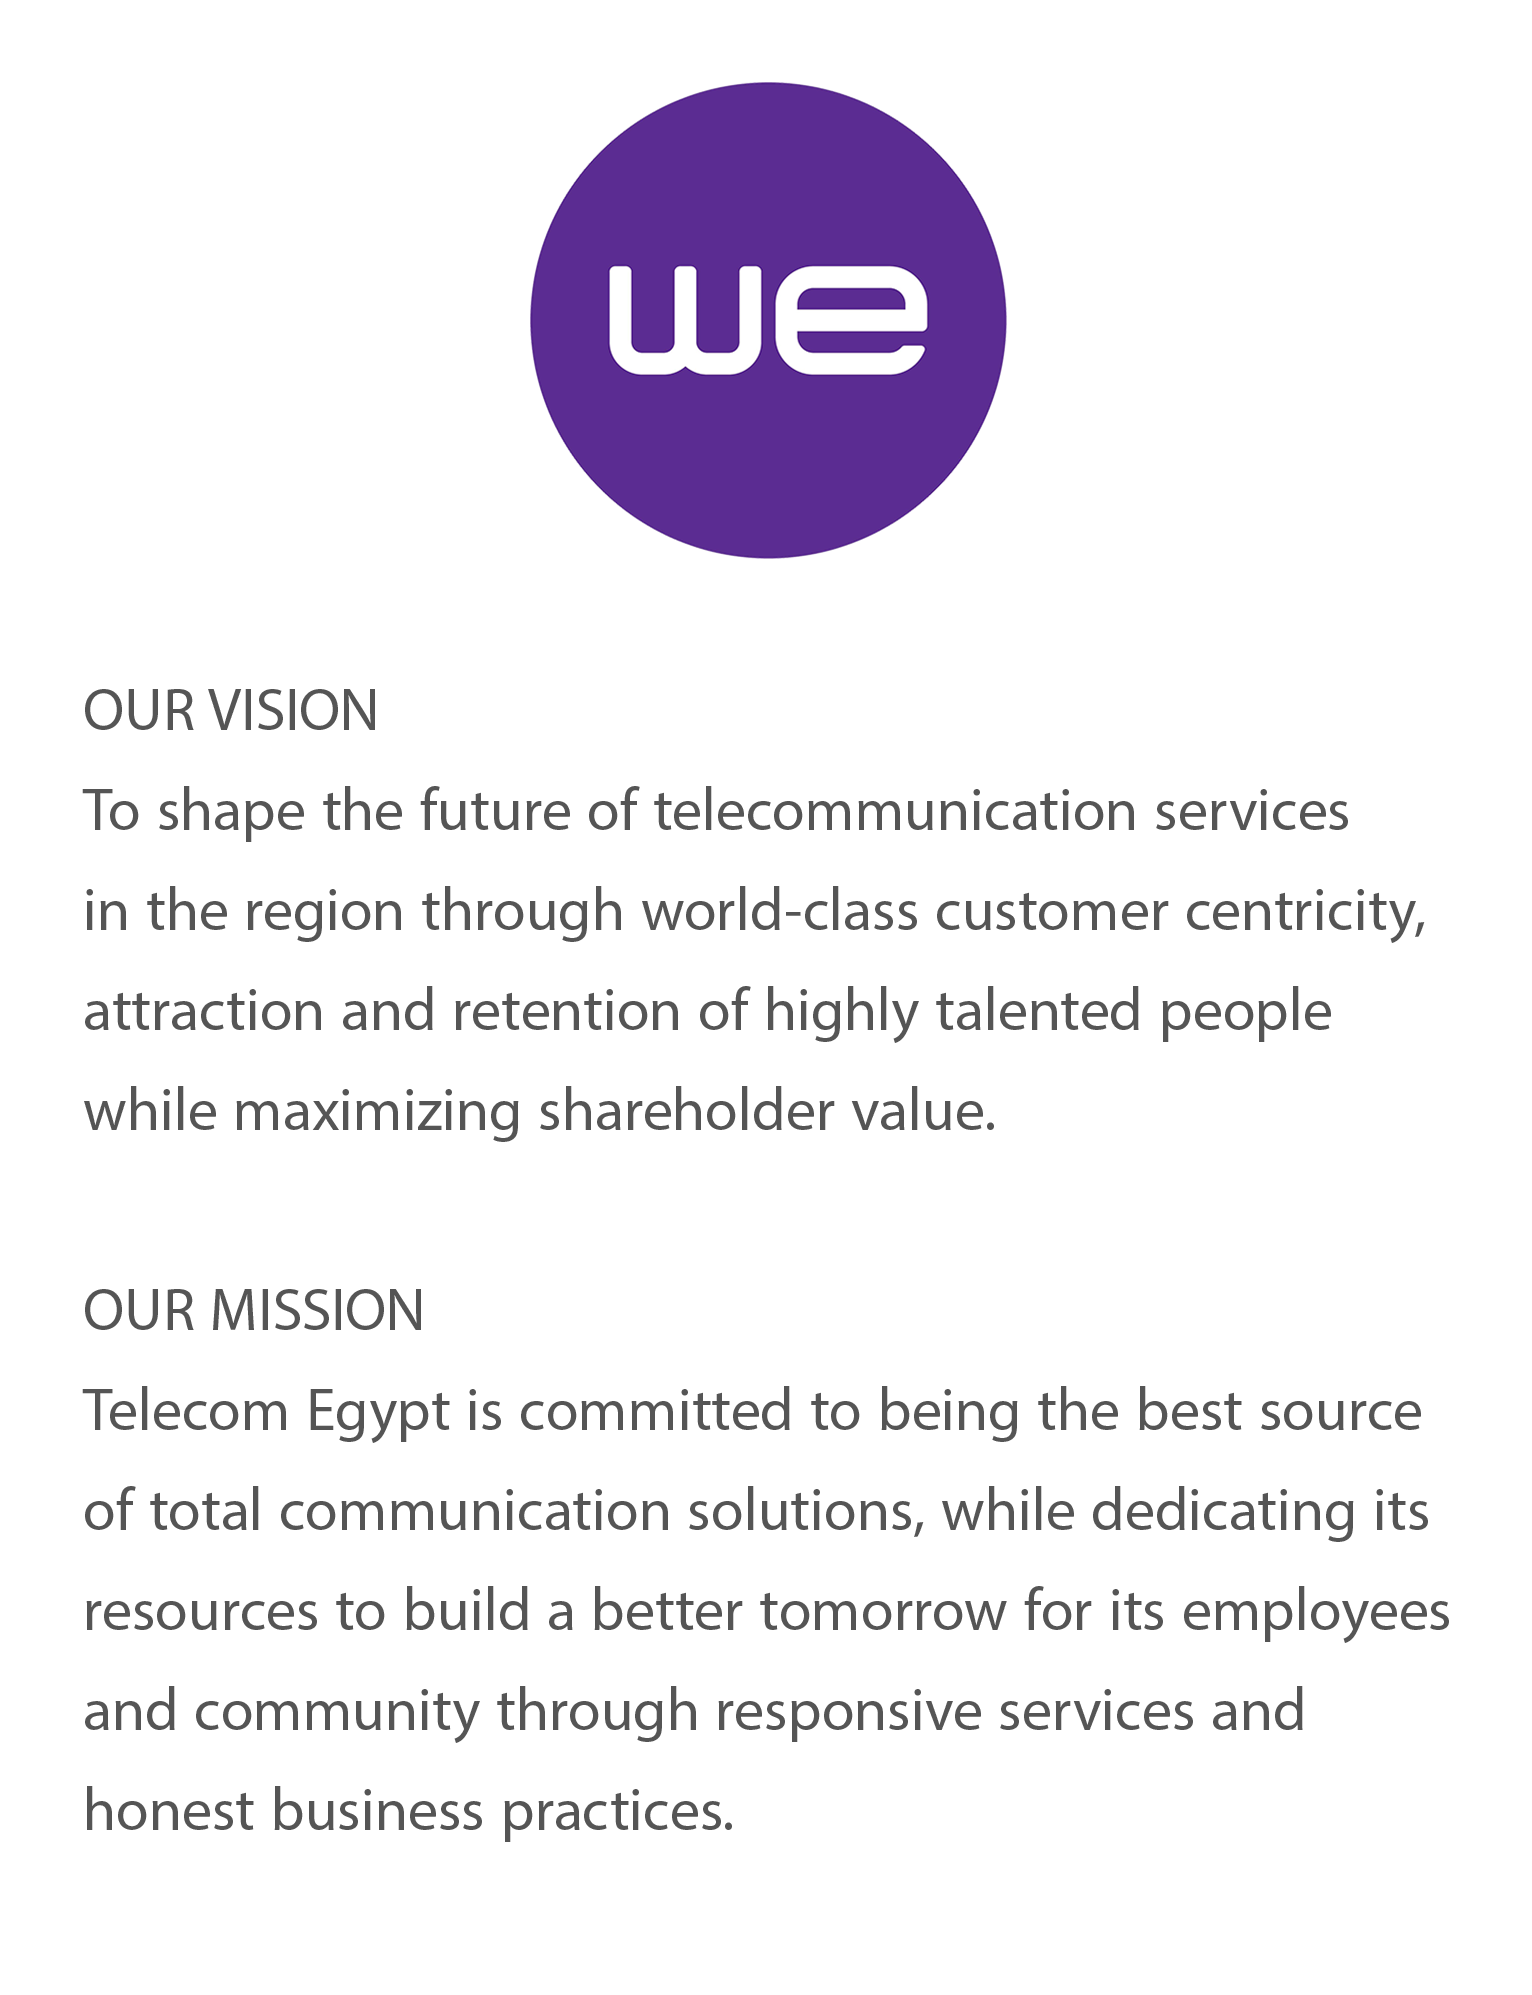 we
OUR VISION
To shape the future of telecommunication services
in the region through world-class customer centricity,
attraction and retention of highly talented people
while maximizing shareholder value.
OUR MISSION
Telecom Egypt is committed to being the best source
of total communication solutions, while dedicating its
resources to build a better tomorrow for its employees
and community through responsive services and
honest business practices.